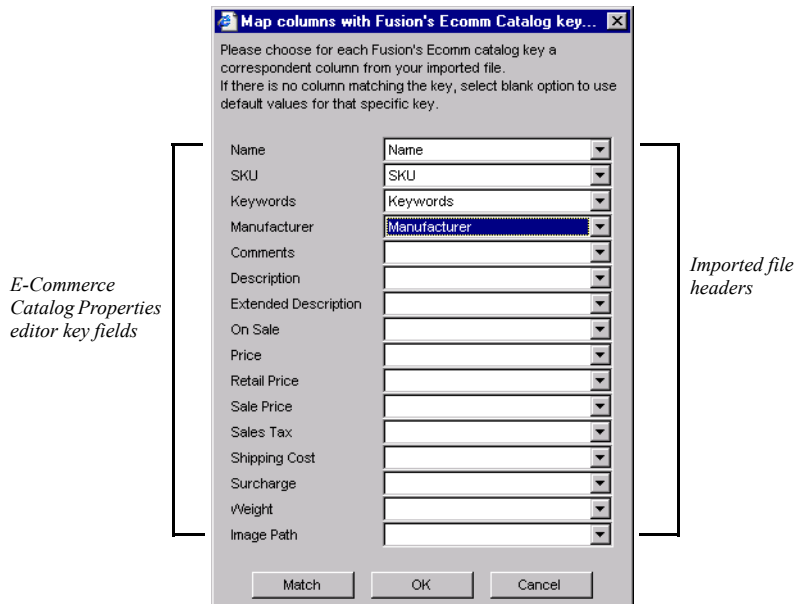 Map columns with Fusion's Ecomm Catalog key...
Please choose for each Fusion's Ecomm catalog key a
correspondent column from your imported file.
If there is no column matching the key, select blank option to use
default values for that specific key.
Name Name
SKU SKU
Keywords Keywords
Manufacturer Manufacturer
Comments
Description
Extended Description
On Sale
Price
Retail Price
Sale Price
Sales Tax
Shipping Cost
Surcharge
Weight
Image Path
Match OK Cancel
E-Commerce
Catalog Properties
editor key fields
Imported file
headers